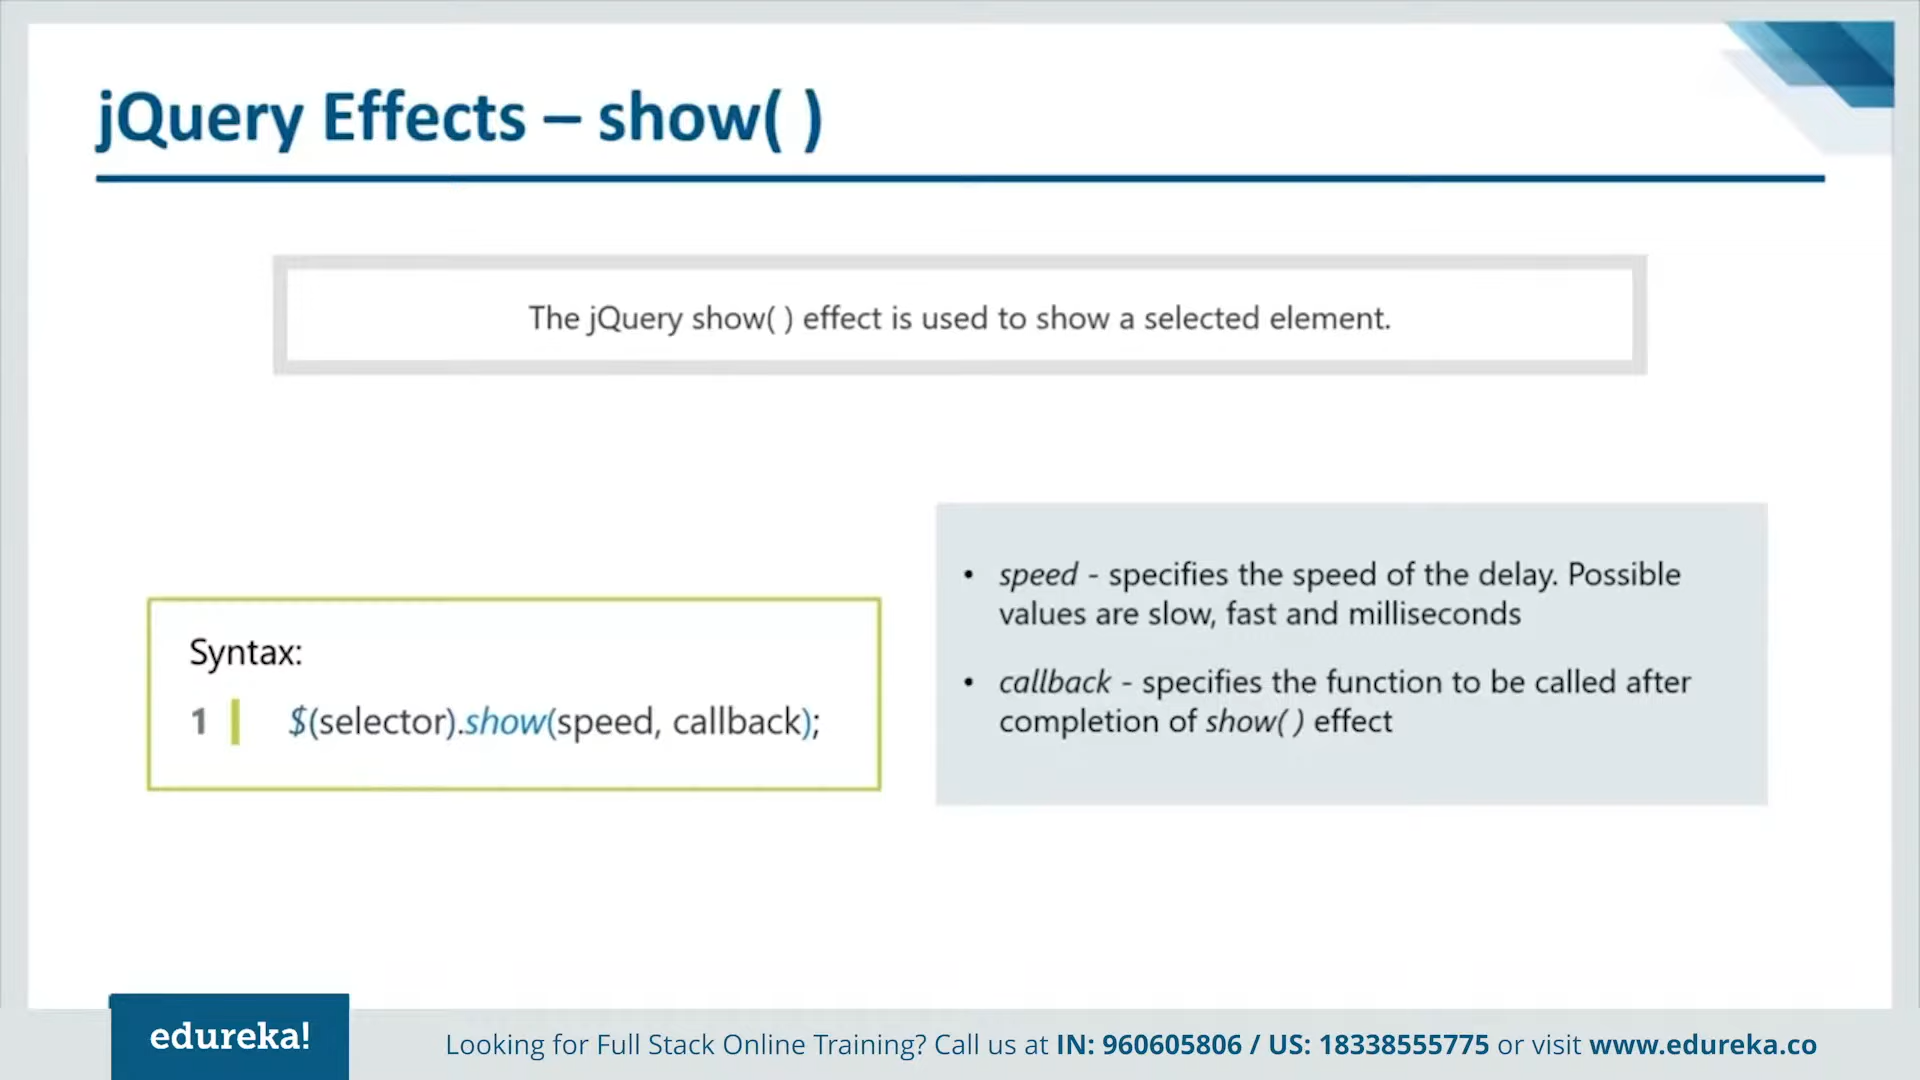 jQuery Effects – show( )
The jQuery show( ) effect is used to show a selected element.
Syntax:
1 $(selector).show(speed, callback);
• speed - specifies the speed of the delay. Possible
values are slow, fast and milliseconds
• callback - specifies the function to be called after
completion of show( ) effect
edureka!
Looking for Full Stack Online Training? Call us at IN: 960605806 / US: 18338555775 or visit www.edureka.co